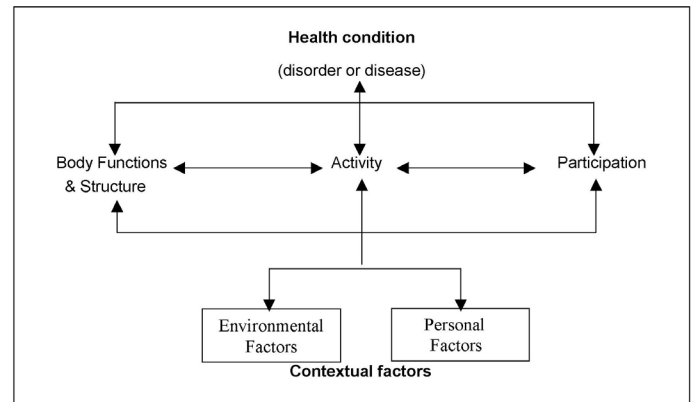 Health condition
(disorder or disease)
Body Functions
& Structure
Activity
Participation
Environmental
Factors
Personal
Factors
Contextual factors